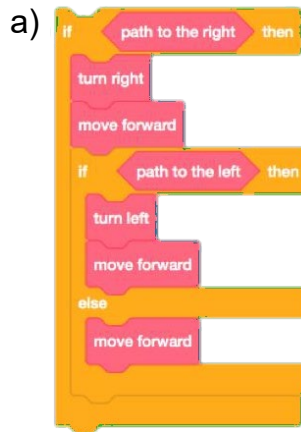 a)
if path to the right then
turn right
move forward
if path to the left then
turn left
move forward
else
move forward